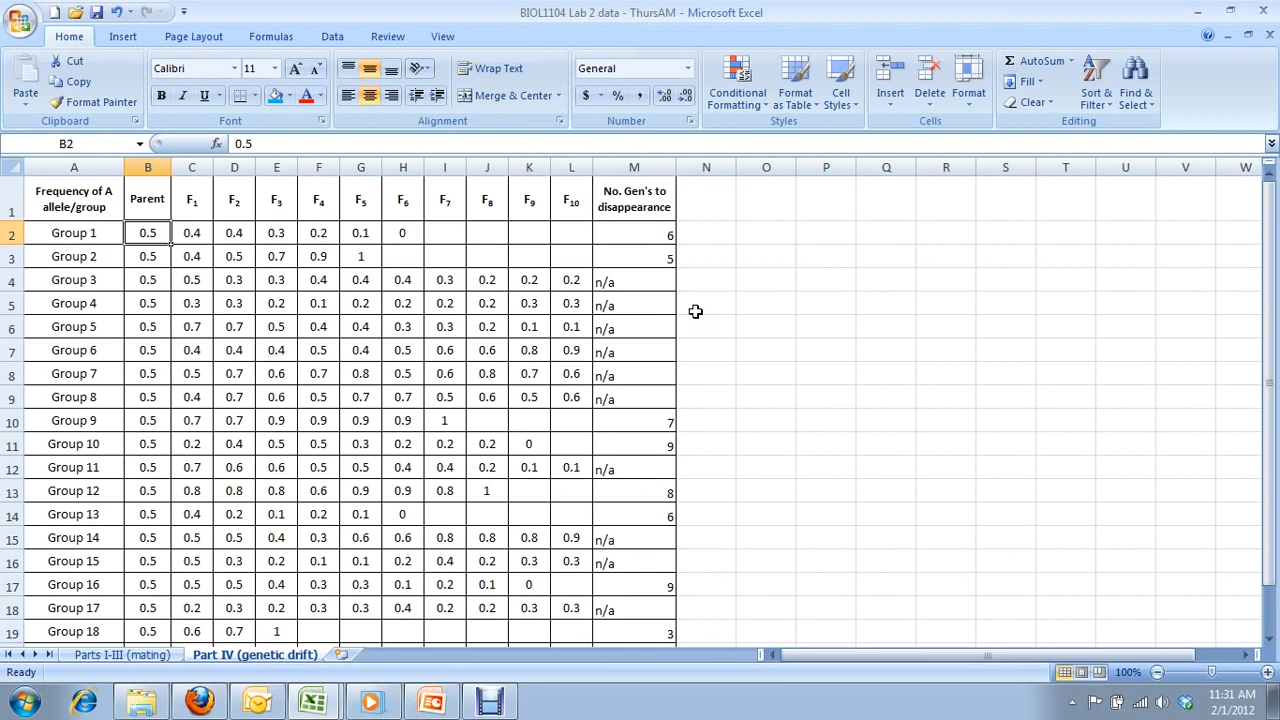 BIOL1104 Lab 2 data - ThursAM - Microsoft Excel
Home Insert Page Layout Formulas Data Review View
Paste Cut Copy Format Painter Clipboard
Calibri 11 B I U A A A Font
Wrap Text Merge & Center Alignment
General $ % , Number
Conditional Formatting Format as Table Cell Styles Styles
Insert Delete Format Cells
AutoSum Fill Clear Sort & Filter Find & Select Editing
B2 fx 0.5
A B C D E F G H I J K L M N O P Q R S T U V W
1 Frequency of A allele/group Parent F1 F2 F3 F4 F5 F6 F7 F8 F9 F10 No. Gen's to disappearance
2 Group 1 0.5 0.4 0.4 0.3 0.2 0.1 0 6
3 Group 2 0.5 0.4 0.5 0.7 0.9 1 5
4 Group 3 0.5 0.5 0.3 0.3 0.4 0.4 0.4 0.3 0.2 0.2 0.2 n/a
5 Group 4 0.5 0.3 0.3 0.2 0.1 0.2 0.2 0.2 0.2 0.3 0.3 n/a
6 Group 5 0.5 0.7 0.7 0.5 0.4 0.4 0.3 0.3 0.2 0.1 0.1 n/a
7 Group 6 0.5 0.4 0.4 0.4 0.5 0.4 0.5 0.6 0.6 0.8 0.9 n/a
8 Group 7 0.5 0.5 0.7 0.6 0.7 0.8 0.5 0.6 0.8 0.7 0.6 n/a
9 Group 8 0.5 0.4 0.7 0.6 0.5 0.7 0.7 0.5 0.6 0.5 0.6 n/a
10 Group 9 0.5 0.7 0.7 0.9 0.9 0.9 0.9 1 7
11 Group 10 0.5 0.2 0.4 0.5 0.5 0.3 0.2 0.2 0.2 0 9
12 Group 11 0.5 0.7 0.6 0.6 0.5 0.5 0.4 0.4 0.2 0.1 0.1 n/a
13 Group 12 0.5 0.8 0.8 0.8 0.6 0.9 0.9 0.8 1 8
14 Group 13 0.5 0.4 0.2 0.1 0.2 0.1 0 6
15 Group 14 0.5 0.5 0.5 0.4 0.3 0.6 0.6 0.8 0.8 0.8 0.9 n/a
16 Group 15 0.5 0.5 0.3 0.2 0.1 0.1 0.2 0.4 0.2 0.3 0.3 n/a
17 Group 16 0.5 0.5 0.5 0.4 0.3 0.3 0.1 0.2 0.1 0 9
18 Group 17 0.5 0.2 0.3 0.2 0.3 0.3 0.4 0.2 0.2 0.3 0.3 n/a
19 Group 18 0.5 0.6 0.7 1 3
Parts I-III (mating) Part IV (genetic drift)
Ready 100%
11:31 AM
2/1/2012